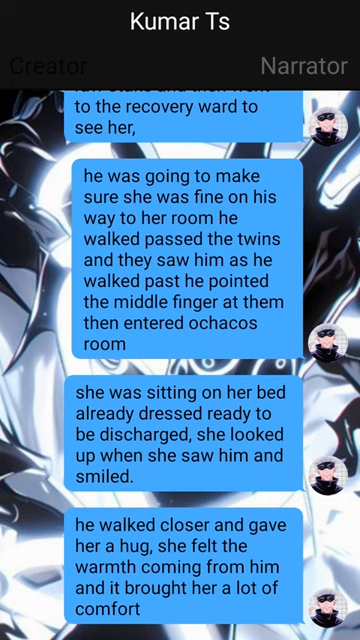 Kumar Ts
Creator
Narrator
to the recovery ward to
see her,
he was going to make
sure she was fine on his
way to her room he
walked passed the twins
and they saw him as he
walked past he pointed
the middle finger at them
then entered ochacos
room
she was sitting on her bed
already dressed ready to
be discharged, she looked
up when she saw him and
smiled.
he walked closer and gave
her a hug, she felt the
warmth coming from him
and it brought her a lot of
comfort